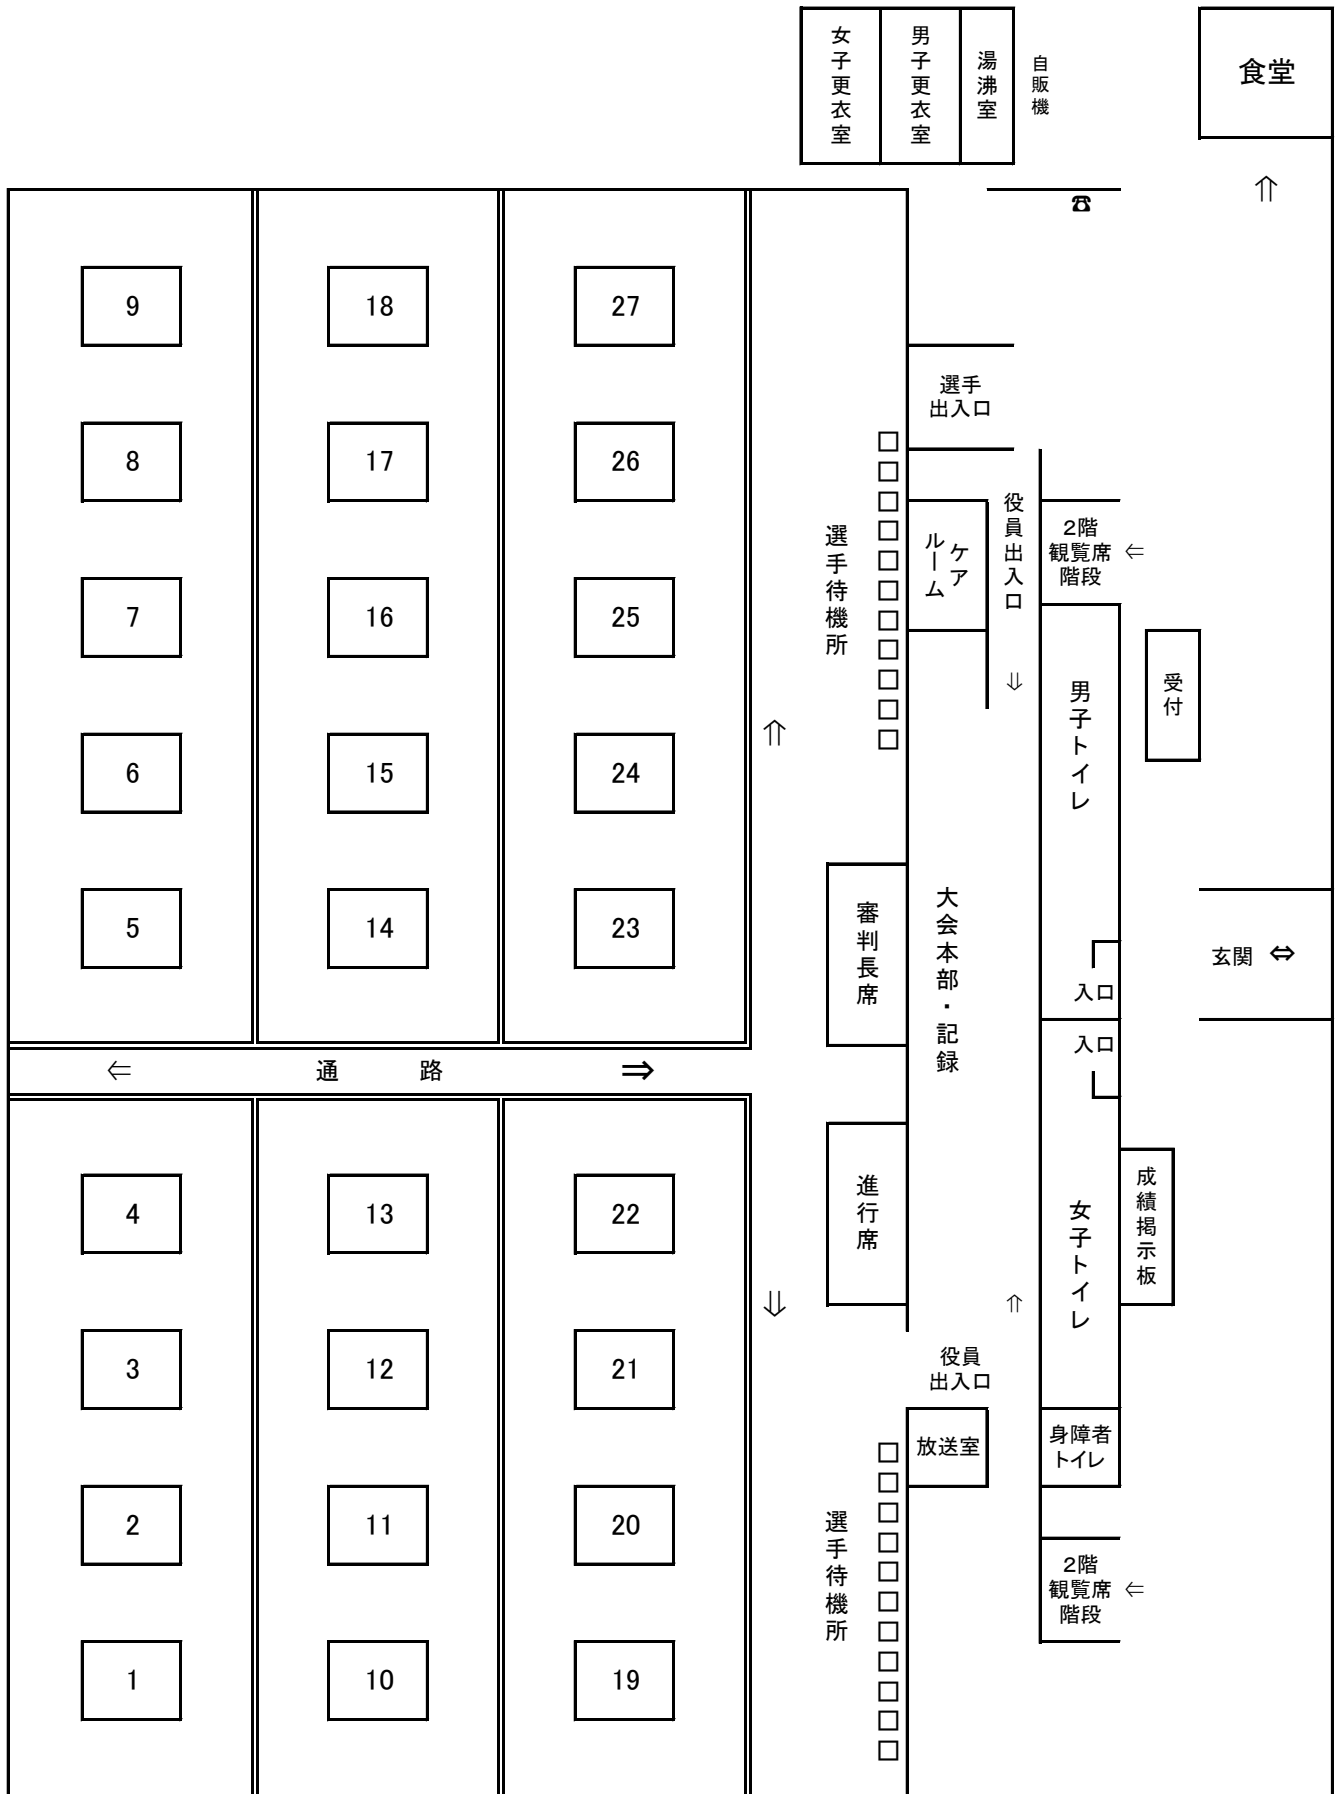 女子更衣室
男子更衣室
湯沸室
自販機
食堂
⇑
☎
9
18
27
選手
出入口
8
17
26
選手待機所
□
□
□
□
□
□
□
□
□
□
□
ケア
ルーム
役員出入口
⇓
2階
観覧席 ⇐
階段
7
16
25
男子トイレ
受付
⇑
6
15
24
5
14
23
審判長席
大会本部・記録
入口
玄関 ⇔
入口
⇐ 通 路 ⇒
4
13
22
進行席
女子トイレ
成績掲示板
⇓
⇑
3
12
21
役員
出入口
放送室
身障者
トイレ
2
11
20
選手待機所
□
□
□
□
□
□
□
□
□
□
□
2階
観覧席 ⇐
階段
1
10
19